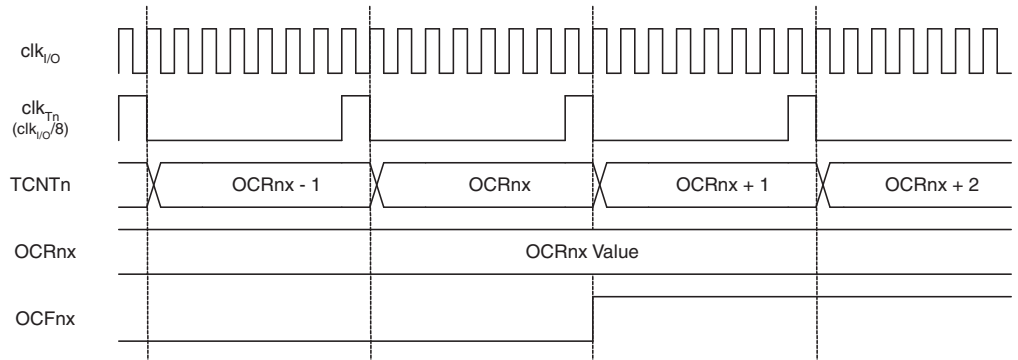 clkI/O
clkTn
(clkI/O/8)
TCNTn OCRnx - 1 OCRnx OCRnx + 1 OCRnx + 2
OCRnx OCRnx Value
OCFnx